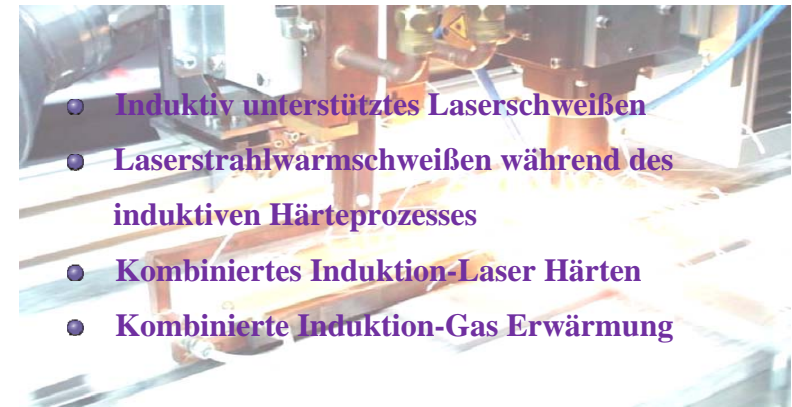 Induktiv unterstütztes Laserschweißen
Laserstrahlwarmschweißen während des
induktiven Härteprozesses
Kombiniertes Induktion-Laser Härten
Kombinierte Induktion-Gas Erwärmung